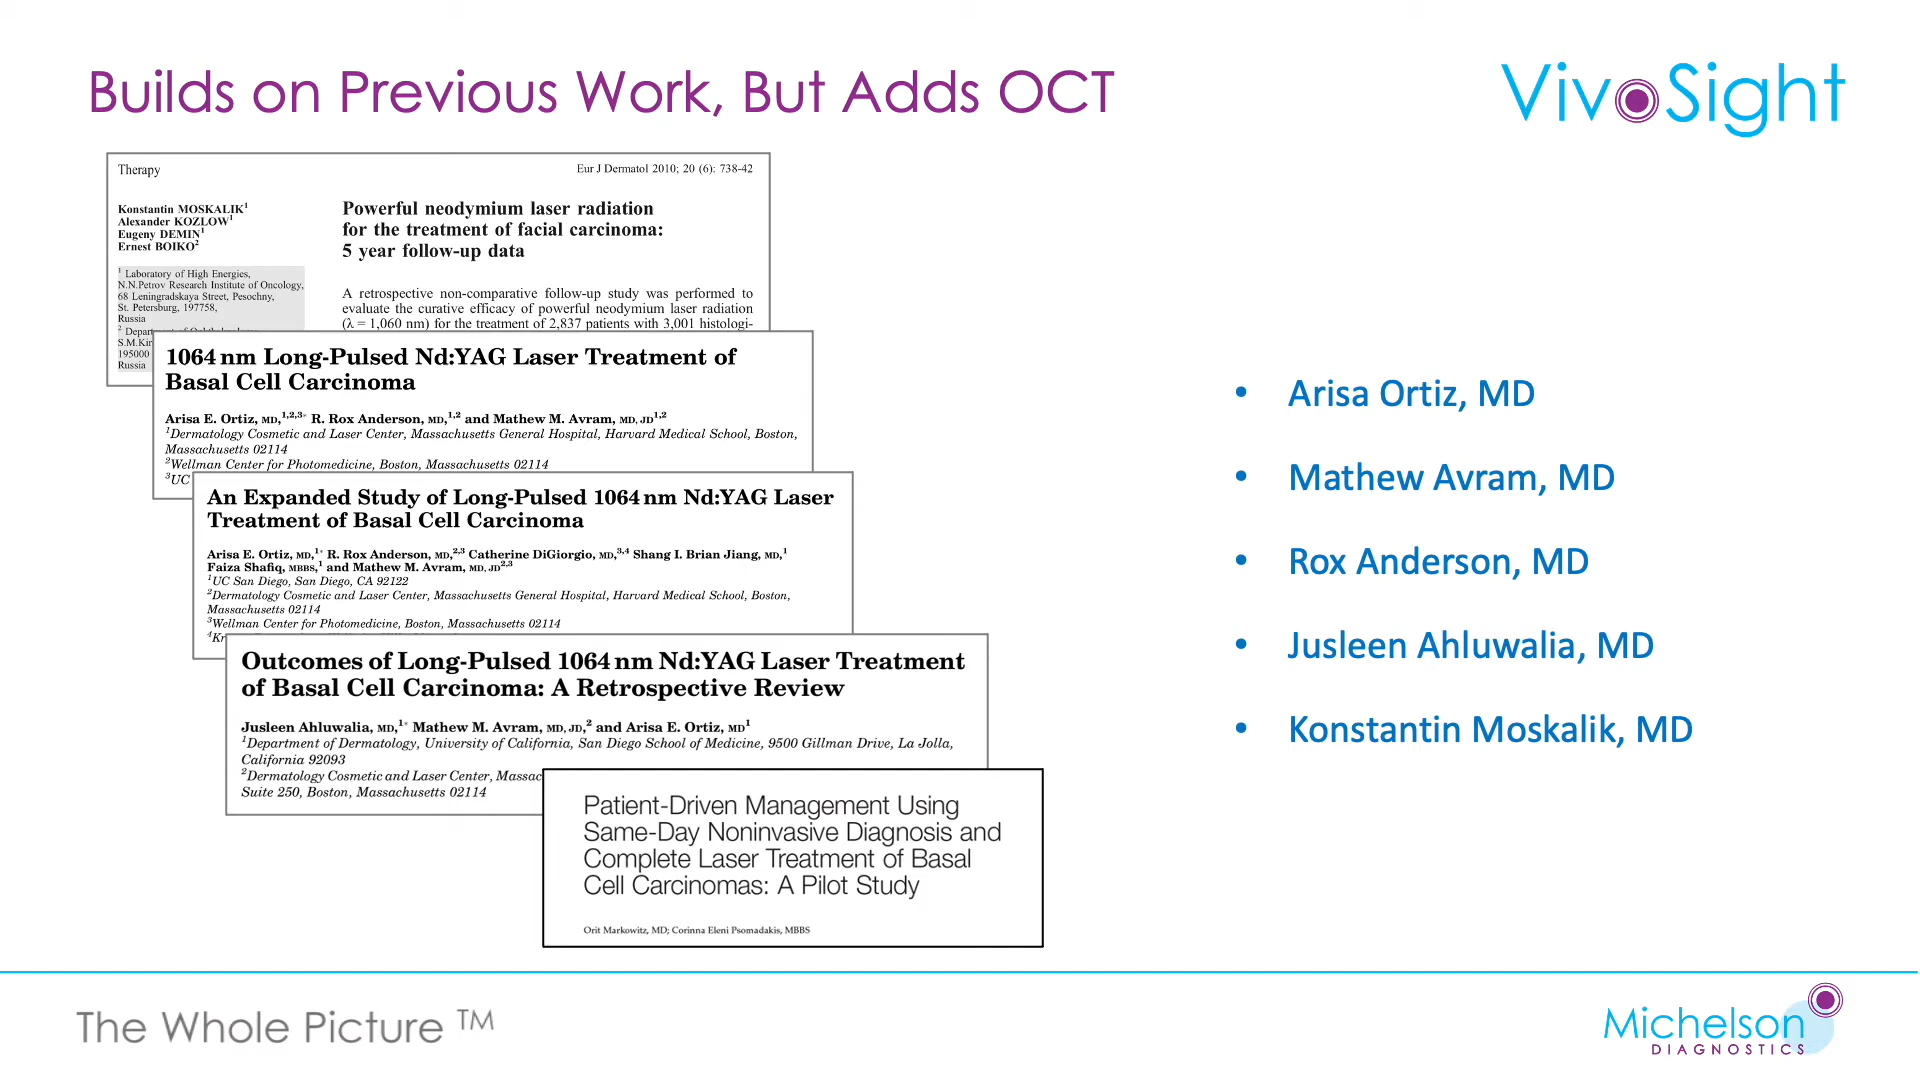 Builds on Previous Work, But Adds OCT
VivoSight
Therapy
Eur J Dermatol 2010; 20 (6): 738-42
Konstantin MOSKALIK1
Alexander KOZLOW1
Eugeny DEMIN1
Ernest BOIKO2
1 Laboratory of High Energies,
N.N.Petrov Research Institute of Oncology,
68 Leningradskaya Street, Pesochny,
St. Petersburg, 197758,
Russia
2
S.M.Kir
195000
Russia
Powerful neodymium laser radiation
for the treatment of facial carcinoma:
5 year follow-up data
A retrospective non-comparative follow-up study was performed to
evaluate the curative efficacy of powerful neodymium laser radiation
(λ = 1,060 nm) for the treatment of 2,837 patients with 3,001 histologi-
1064 nm Long-Pulsed Nd:YAG Laser Treatment of
Basal Cell Carcinoma
Arisa E. Ortiz, MD,1,2,3* R. Rox Anderson, MD,1,2 and Mathew M. Avram, MD, JD1,2
1Dermatology Cosmetic and Laser Center, Massachusetts General Hospital, Harvard Medical School, Boston,
Massachusetts 02114
2Wellman Center for Photomedicine, Boston, Massachusetts 02114
3UC
An Expanded Study of Long-Pulsed 1064 nm Nd:YAG Laser
Treatment of Basal Cell Carcinoma
Arisa E. Ortiz, MD,1* R. Rox Anderson, MD,2,3 Catherine DiGiorgio, MD,3,4 Shang I. Brian Jiang, MD,1
Faiza Shafiq, MBBS,1 and Mathew M. Avram, MD, JD2,3
1UC San Diego, San Diego, CA 92122
2Dermatology Cosmetic and Laser Center, Massachusetts General Hospital, Harvard Medical School, Boston,
Massachusetts 02114
3Wellman Center for Photomedicine, Boston, Massachusetts 02114
Outcomes of Long-Pulsed 1064 nm Nd:YAG Laser Treatment
of Basal Cell Carcinoma: A Retrospective Review
Jusleen Ahluwalia, MD,1* Mathew M. Avram, MD, JD,2 and Arisa E. Ortiz, MD1
1Department of Dermatology, University of California, San Diego School of Medicine, 9500 Gillman Drive, La Jolla,
California 92093
2Dermatology Cosmetic and Laser Center, Massac
Suite 250, Boston, Massachusetts 02114
Patient-Driven Management Using
Same-Day Noninvasive Diagnosis and
Complete Laser Treatment of Basal
Cell Carcinomas: A Pilot Study
Orit Markowitz, MD; Corinna Eleni Psomadakis, MBBS
• Arisa Ortiz, MD
• Mathew Avram, MD
• Rox Anderson, MD
• Jusleen Ahluwalia, MD
• Konstantin Moskalik, MD
The Whole Picture TM
Michelson
DIAGNOSTICS